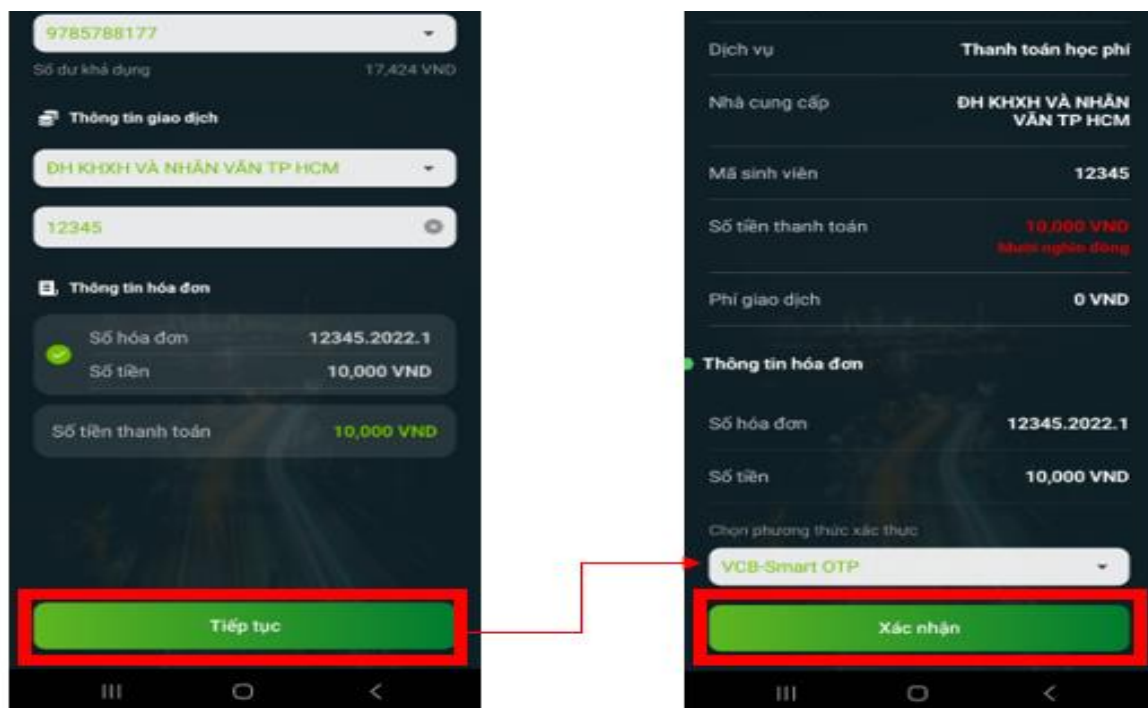 9785788177
Số dư khả dụng 17,424 VND
Thông tin giao dịch
ĐH KHXH VÀ NHÂN VĂN TP HCM
12345
Thông tin hóa đơn
Số hóa đơn 12345.2022.1
Số tiền 10,000 VND
Số tiền thanh toán 10,000 VND
Tiếp tục
Dịch vụ Thanh toán học phí
Nhà cung cấp ĐH KHXH VÀ NHÂN
VĂN TP HCM
Mã sinh viên 12345
Số tiền thanh toán 10,000 VND
Mười nghìn đồng
Phí giao dịch 0 VND
Thông tin hóa đơn
Số hóa đơn 12345.2022.1
Số tiền 10,000 VND
Chọn phương thức xác thực
VCB-Smart OTP
Xác nhận